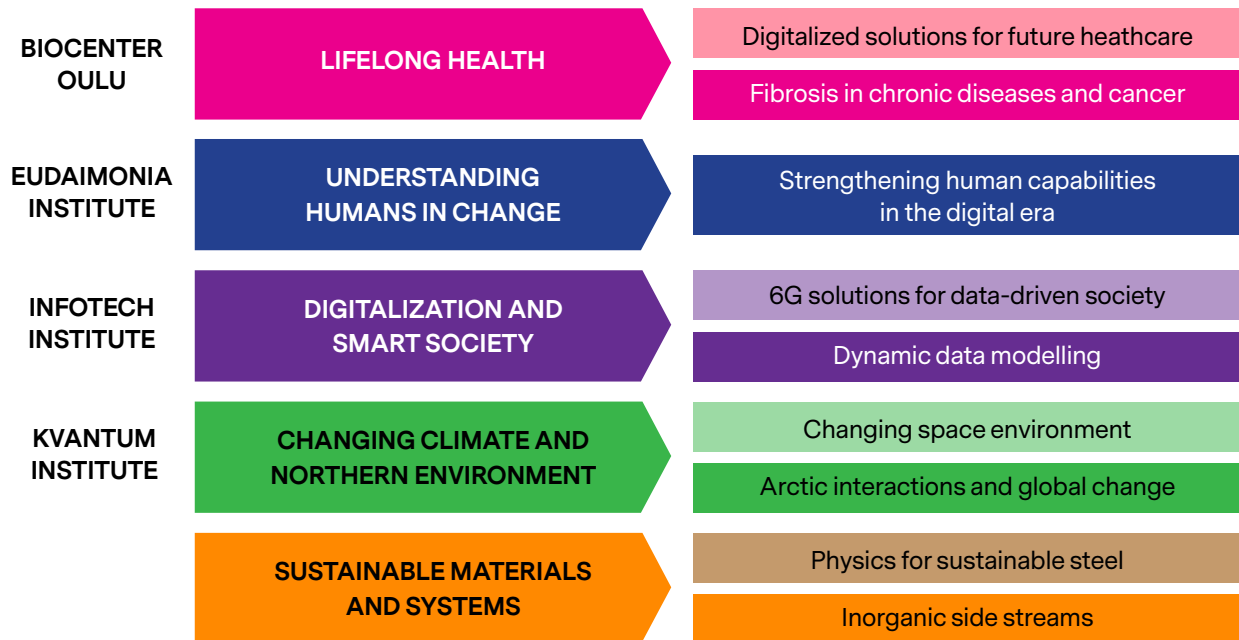 BIOCENTER
OULU
LIFELONG HEALTH
Digitalized solutions for future heathcare
Fibrosis in chronic diseases and cancer
EUDAIMONIA
INSTITUTE
UNDERSTANDING
HUMANS IN CHANGE
Strengthening human capabilities
in the digital era
INFOTECH
INSTITUTE
DIGITALIZATION AND
SMART SOCIETY
6G solutions for data-driven society
Dynamic data modelling
KVANTUM
INSTITUTE
CHANGING CLIMATE AND
NORTHERN ENVIRONMENT
Changing space environment
Arctic interactions and global change
SUSTAINABLE MATERIALS
AND SYSTEMS
Physics for sustainable steel
Inorganic side streams